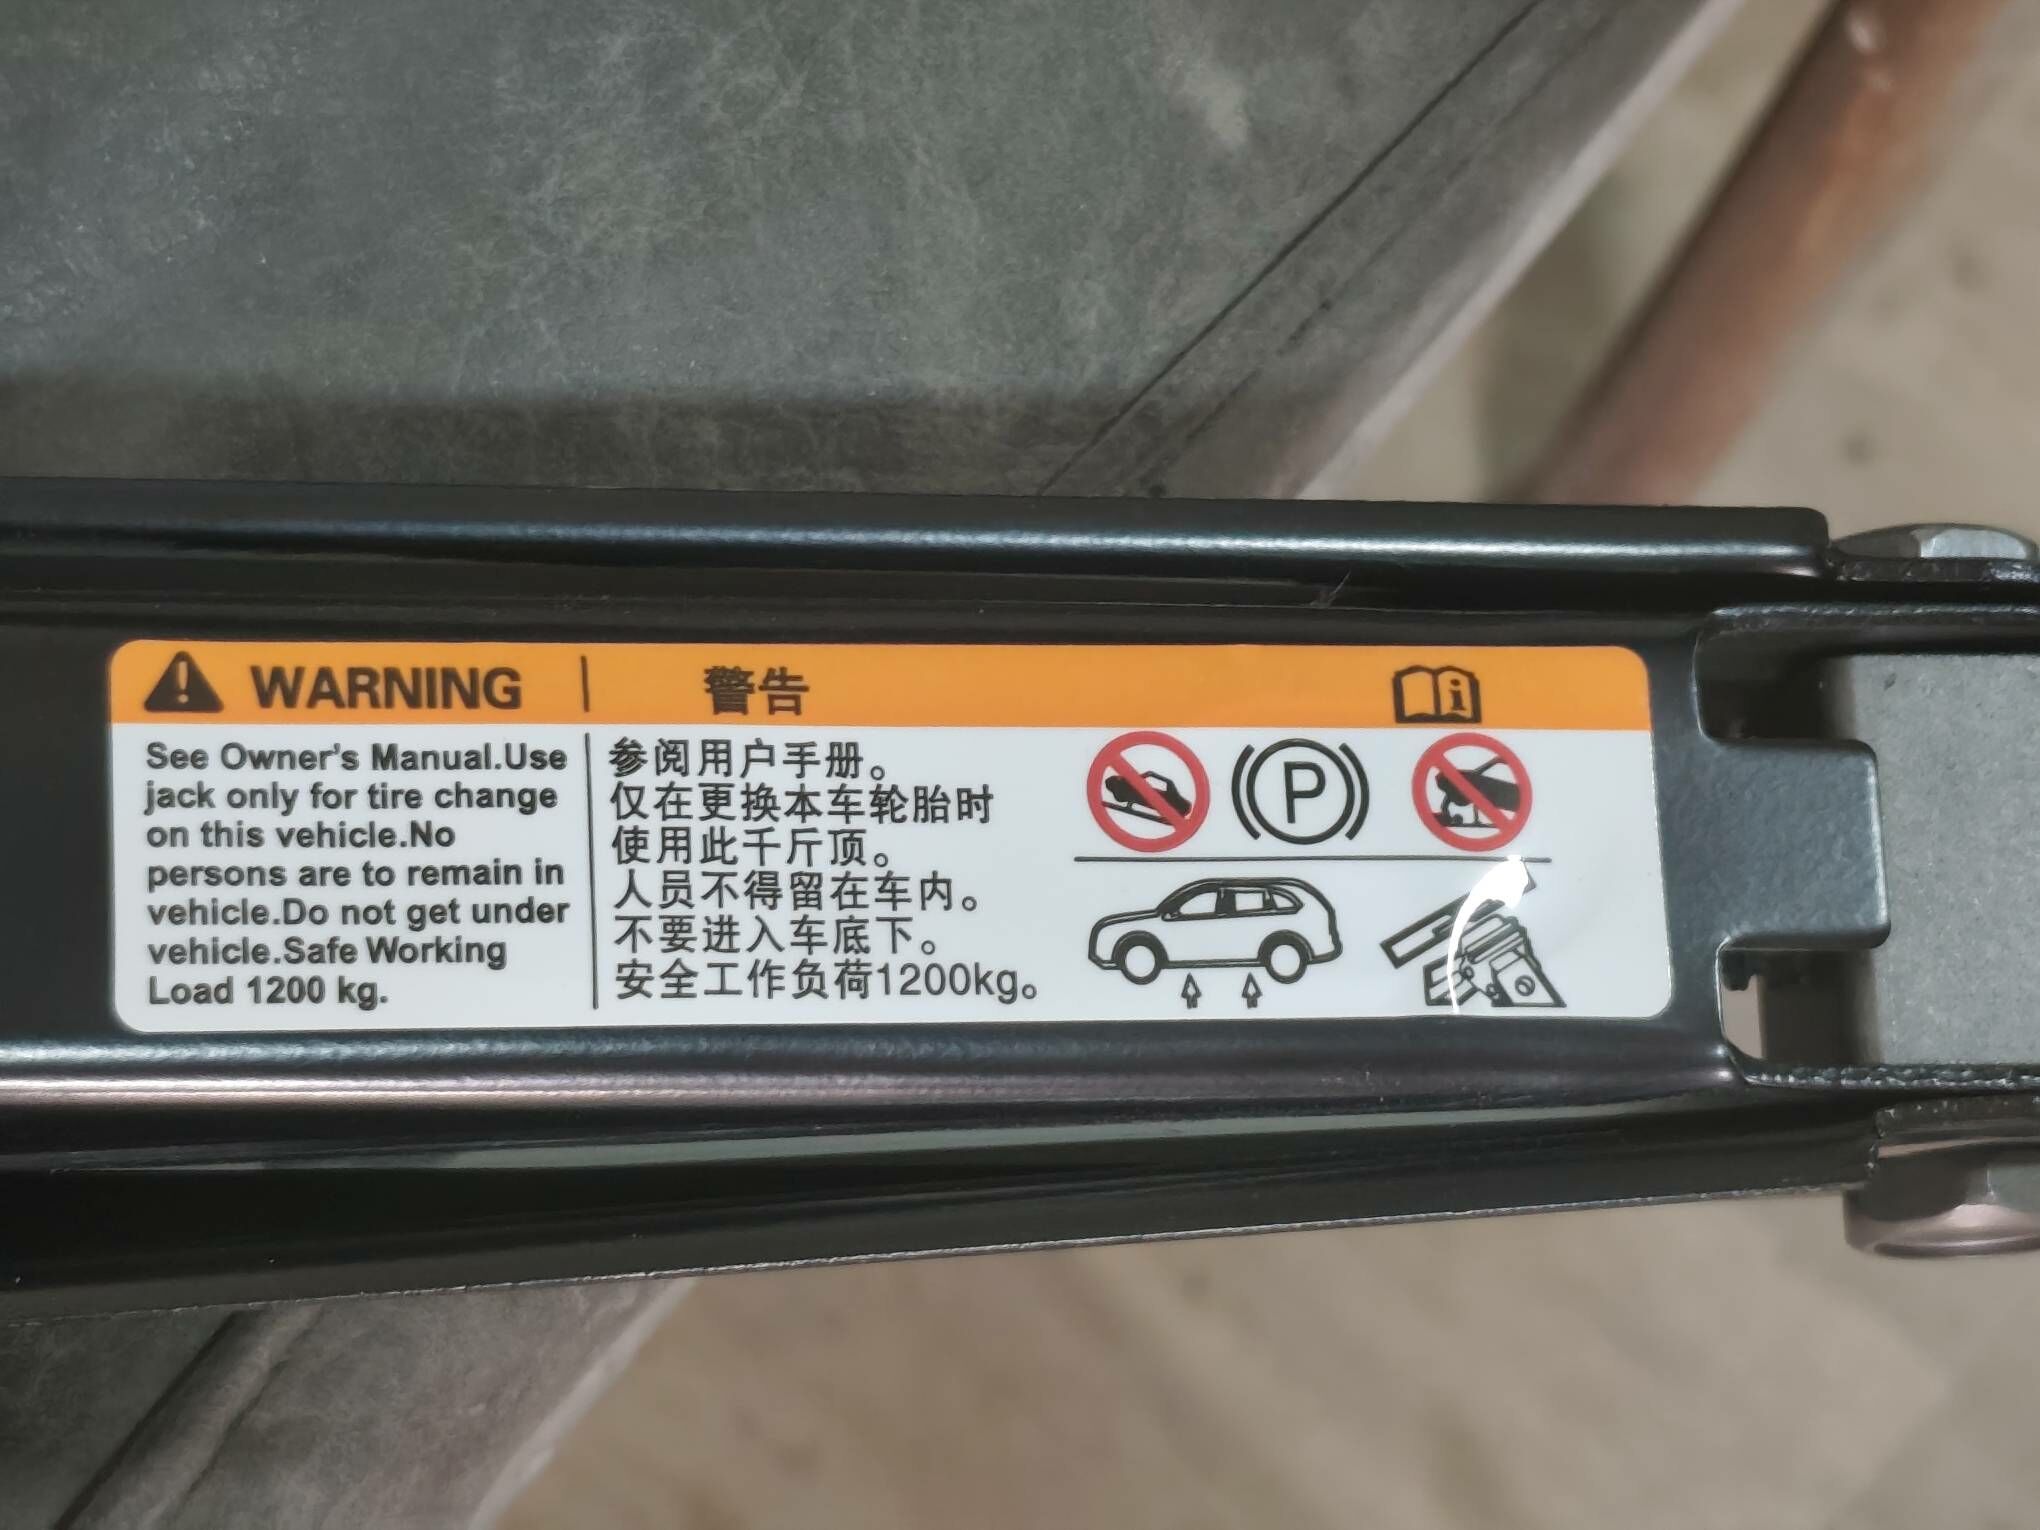 WARNING | 警告
See Owner's Manual.Use
jack only for tire change
on this vehicle.No
persons are to remain in
vehicle.Do not get under
vehicle.Safe Working
Load 1200 kg.
参阅用户手册。
仅在更换本车轮胎时
使用此千斤顶。
人员不得留在车内。
不要进入车底下。
安全工作负荷1200kg。
P